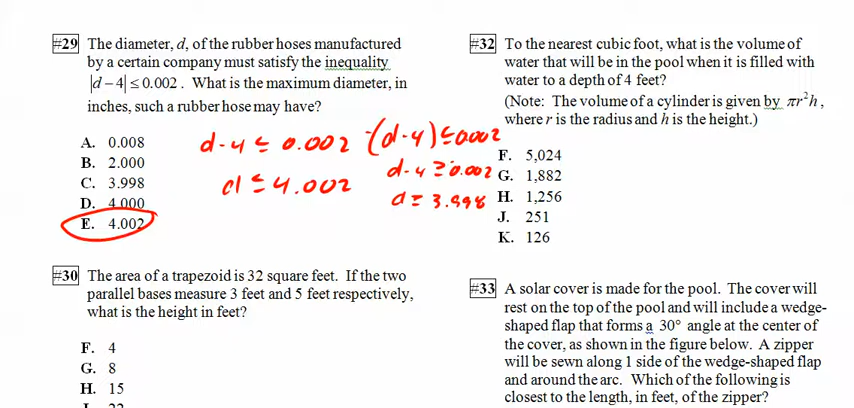 #29 The diameter, d, of the rubber hoses manufactured
by a certain company must satisfy the inequality
|d – 4| ≤ 0.002 .  What is the maximum diameter, in
inches, such a rubber hose may have?
A. 0.008
B. 2.000
C. 3.998
D. 4.000
E. 4.002
d-4 ≤ 0.002
d ≤ 4.002
-(d-4) ≤ 0.002
d-4 ≥ -0.002
d ≥ 3.998
#30 The area of a trapezoid is 32 square feet.  If the two
parallel bases measure 3 feet and 5 feet respectively,
what is the height in feet?
F. 4
G. 8
H. 15
#32 To the nearest cubic foot, what is the volume of
water that will be in the pool when it is filled with
water to a depth of 4 feet?
(Note:  The volume of a cylinder is given by πr²h ,
where r is the radius and h is the height.)
F. 5,024
G. 1,882
H. 1,256
J. 251
K. 126
#33 A solar cover is made for the pool.  The cover will
rest on the top of the pool and will include a wedge-
shaped flap that forms a 30° angle at the center of
the cover, as shown in the figure below.  A zipper
will be sewn along 1 side of the wedge-shaped flap
and around the arc.  Which of the following is
closest to the length, in feet, of the zipper?